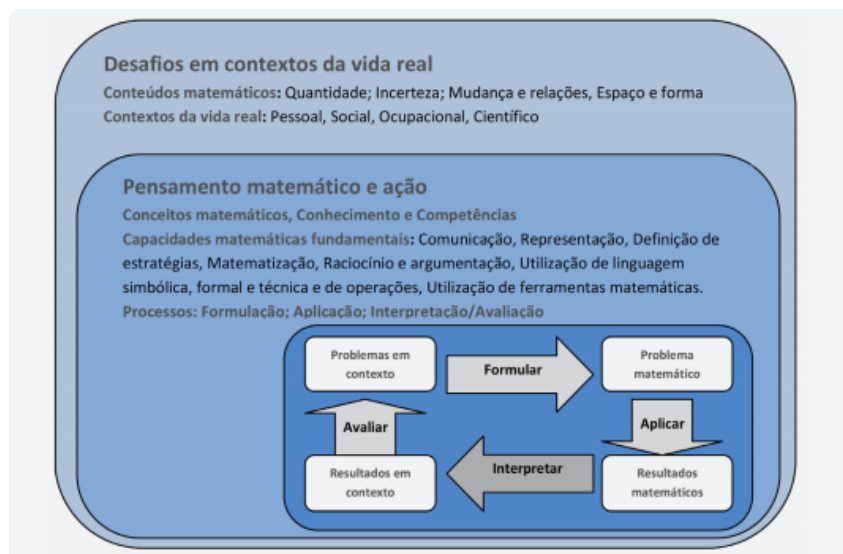 Desafios em contextos da vida real
Conteúdos matemáticos: Quantidade; Incerteza; Mudança e relações, Espaço e forma
Contextos da vida real: Pessoal, Social, Ocupacional, Científico
Pensamento matemático e ação
Conceitos matemáticos, Conhecimento e Competências
Capacidades matemáticas fundamentais: Comunicação, Representação, Definição de
estratégias, Matematização, Raciocínio e argumentação, Utilização de linguagem
simbólica, formal e técnica e de operações, Utilização de ferramentas matemáticas.
Processos: Formulação; Aplicação; Interpretação/Avaliação
Problemas em
contexto
Formular
Problema
matemático
Avaliar
Aplicar
Resultados em
contexto
Interpretar
Resultados
matemáticos